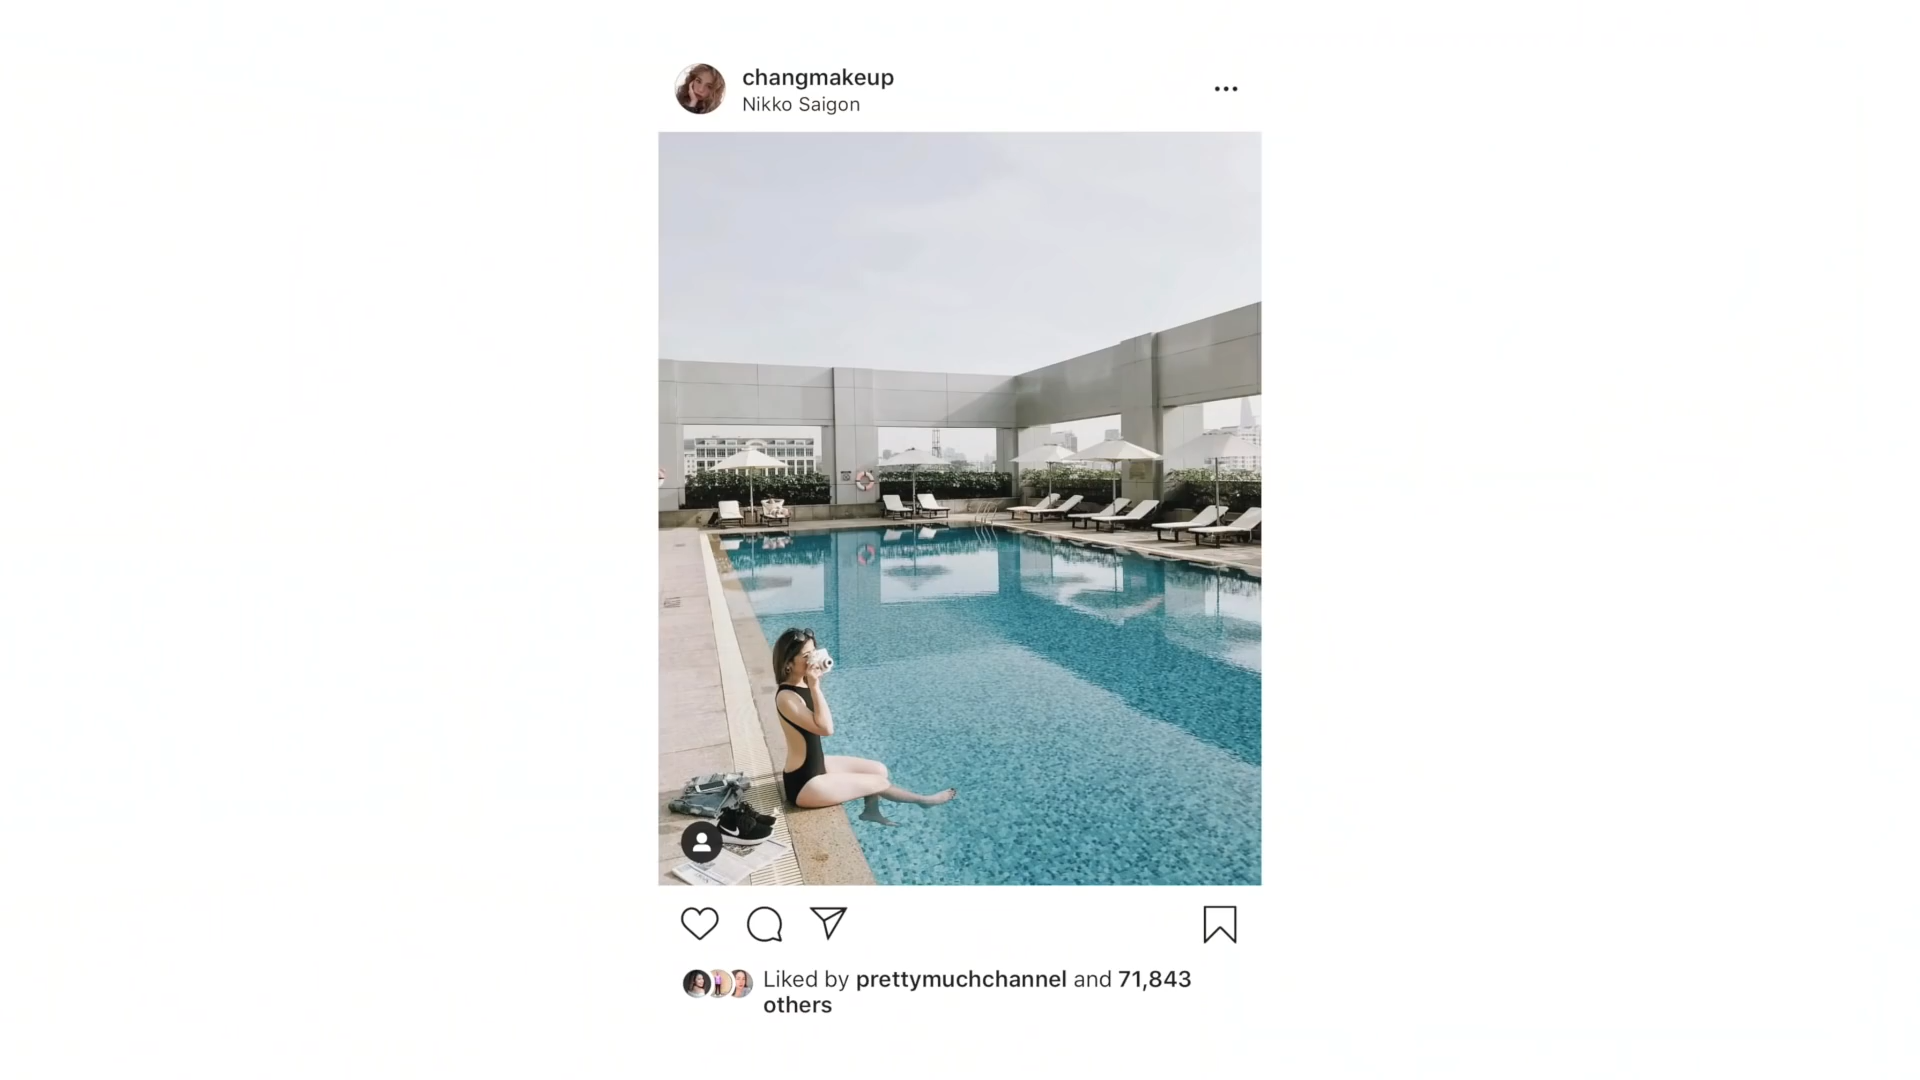 changmakeup
Nikko Saigon
Liked by prettymuchchannel and 71,843
others